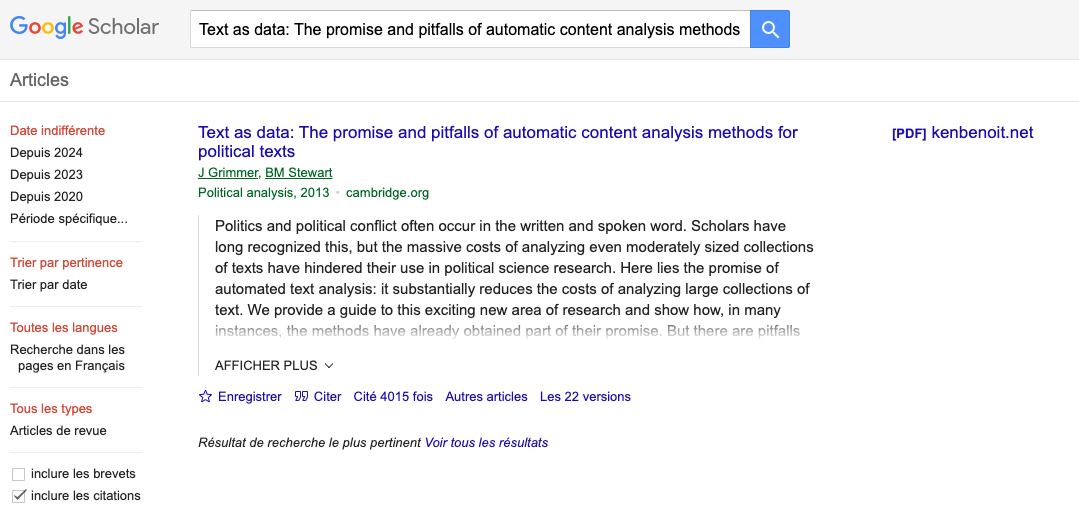 Google Scholar
Text as data: The promise and pitfalls of automatic content analysis methods
Articles
Date indifférente
Depuis 2024
Depuis 2023
Depuis 2020
Période spécifique...
Trier par pertinence
Trier par date
Toutes les langues
Recherche dans les
pages en Français
Tous les types
Articles de revue
inclure les brevets
inclure les citations
Text as data: The promise and pitfalls of automatic content analysis methods for
political texts
J Grimmer, BM Stewart
Political analysis, 2013 • cambridge.org
Politics and political conflict often occur in the written and spoken word. Scholars have
long recognized this, but the massive costs of analyzing even moderately sized collections
of texts have hindered their use in political science research. Here lies the promise of
automated text analysis: it substantially reduces the costs of analyzing large collections of
text. We provide a guide to this exciting new area of research and show how, in many
instances, the methods have already obtained part of their promise. But there are pitfalls
AFFICHER PLUS
Enregistrer Citer Cité 4015 fois Autres articles Les 22 versions
Résultat de recherche le plus pertinent Voir tous les résultats
[PDF] kenbenoit.net